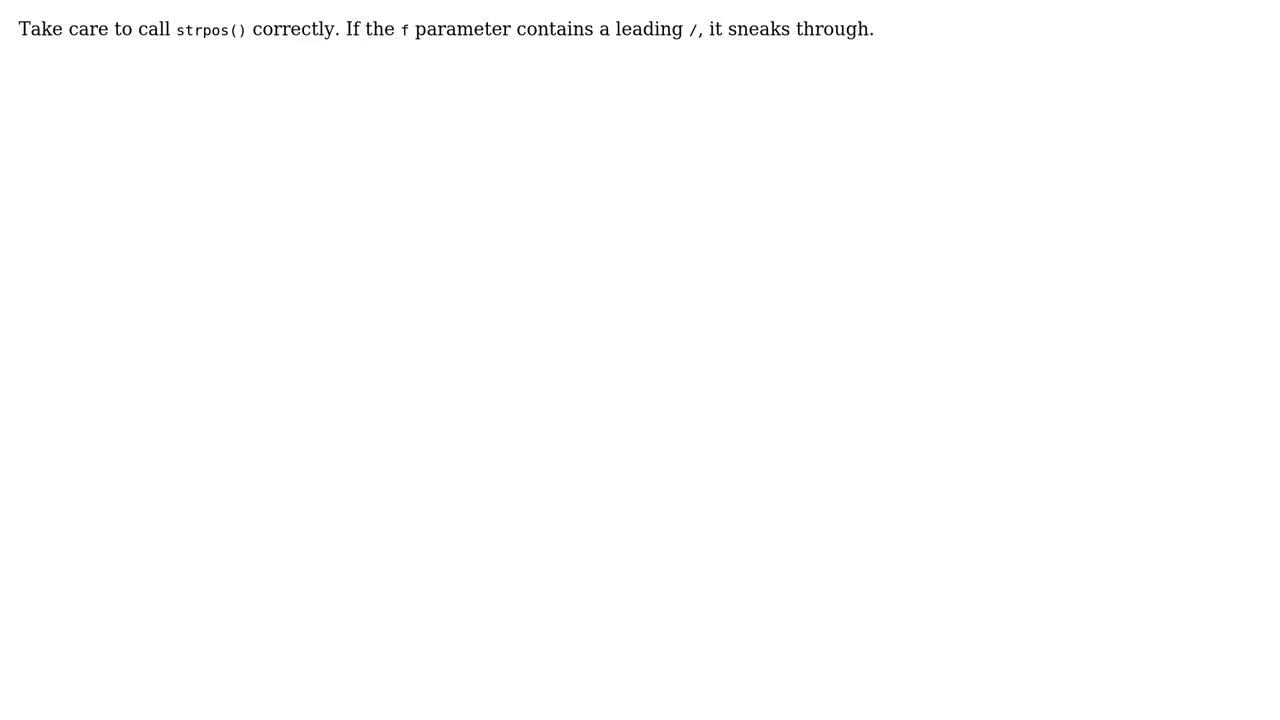 Take care to call strpos() correctly. If the f parameter contains a leading /, it sneaks through.